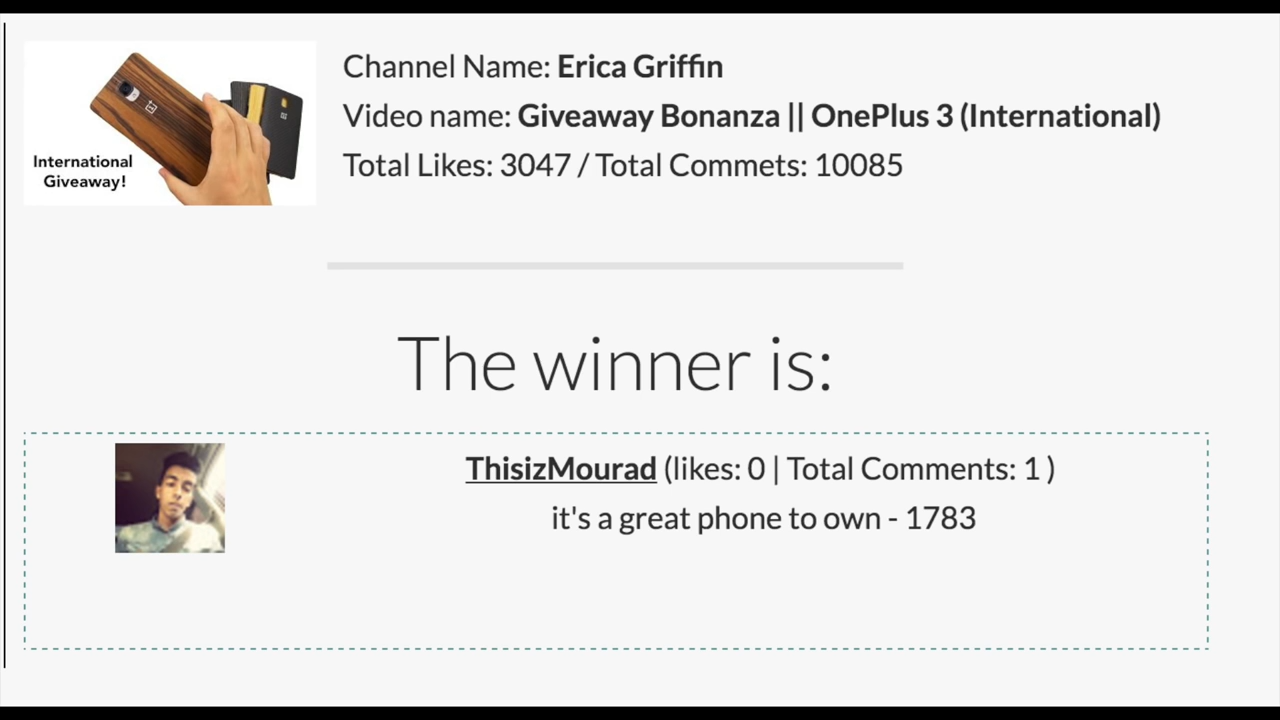 Channel Name: Erica Griffin
Video name: Giveaway Bonanza || OnePlus 3 (International)
Total Likes: 3047 / Total Commets: 10085
International
Giveaway!
The winner is:
ThisizMourad (likes: 0 | Total Comments: 1 )
it's a great phone to own - 1783